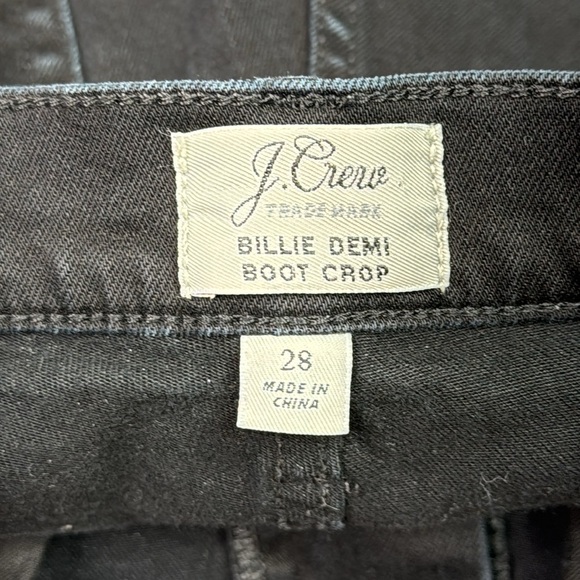 J.Crew
TRADEMARK
BILLIE DEMI
BOOT CROP
28
MADE IN
CHINA